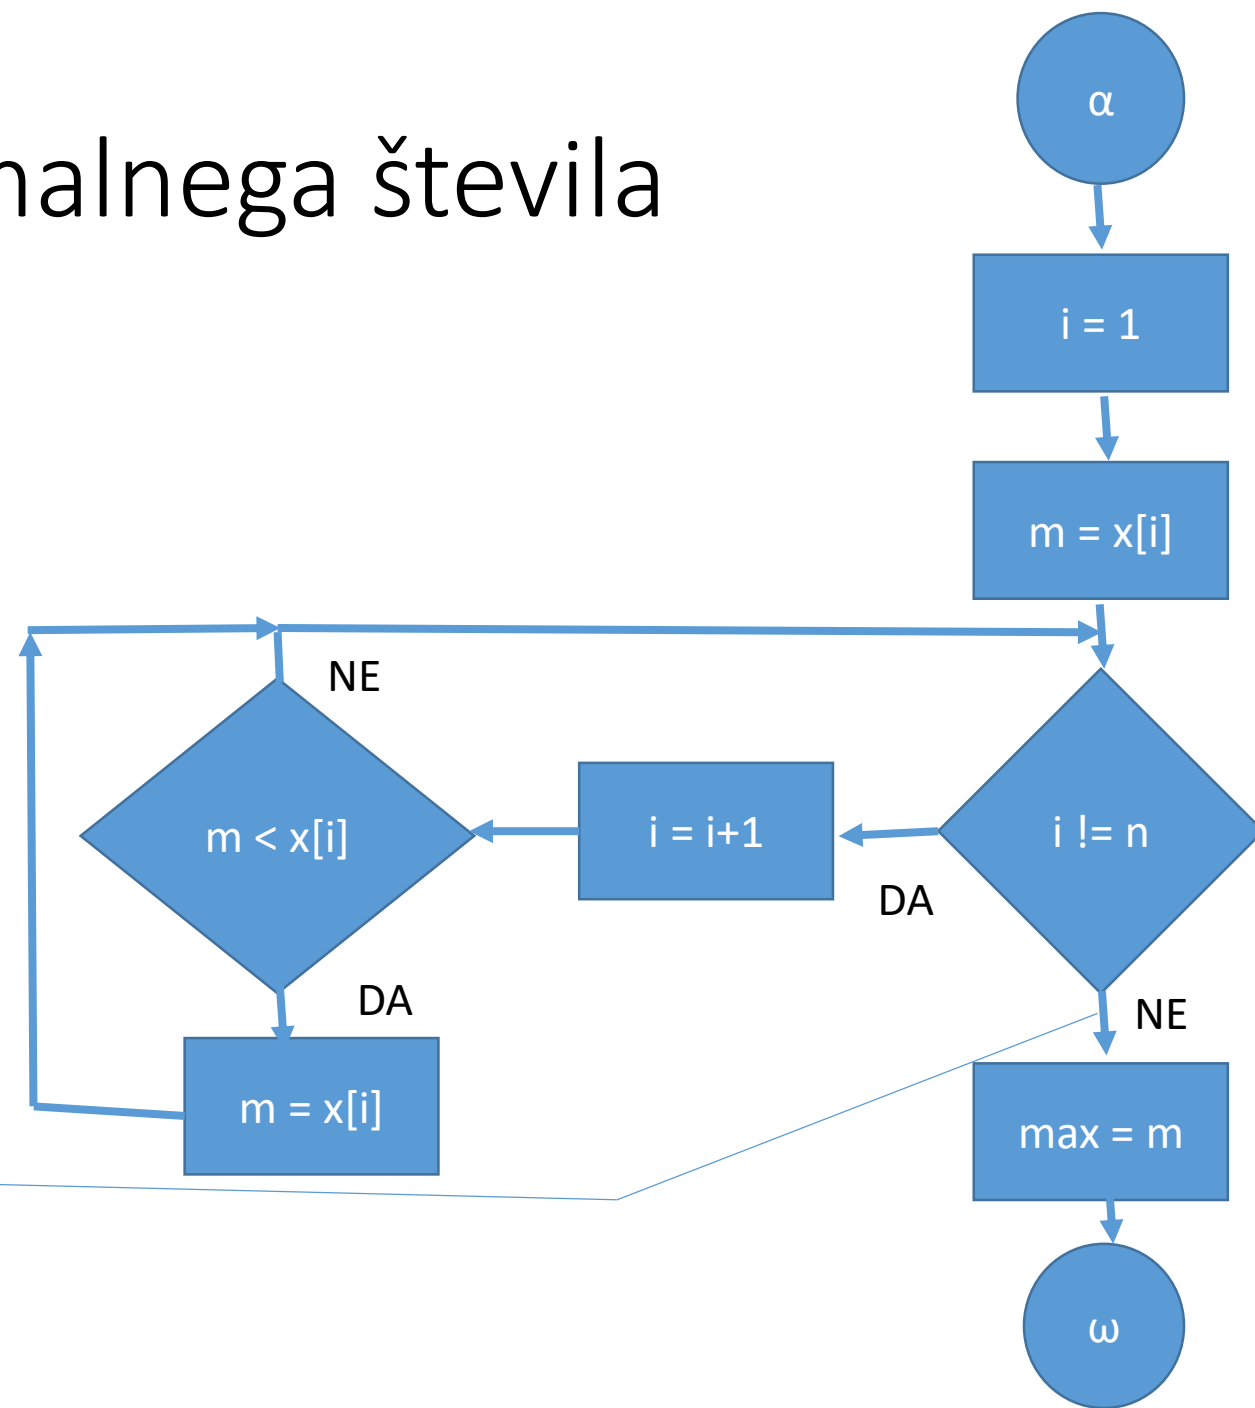 α
nalnega števila
i = 1
m = x[i]
NE
m < x[i]
i = i+1
i != n
DA
DA
NE
m = x[i]
max = m
ω